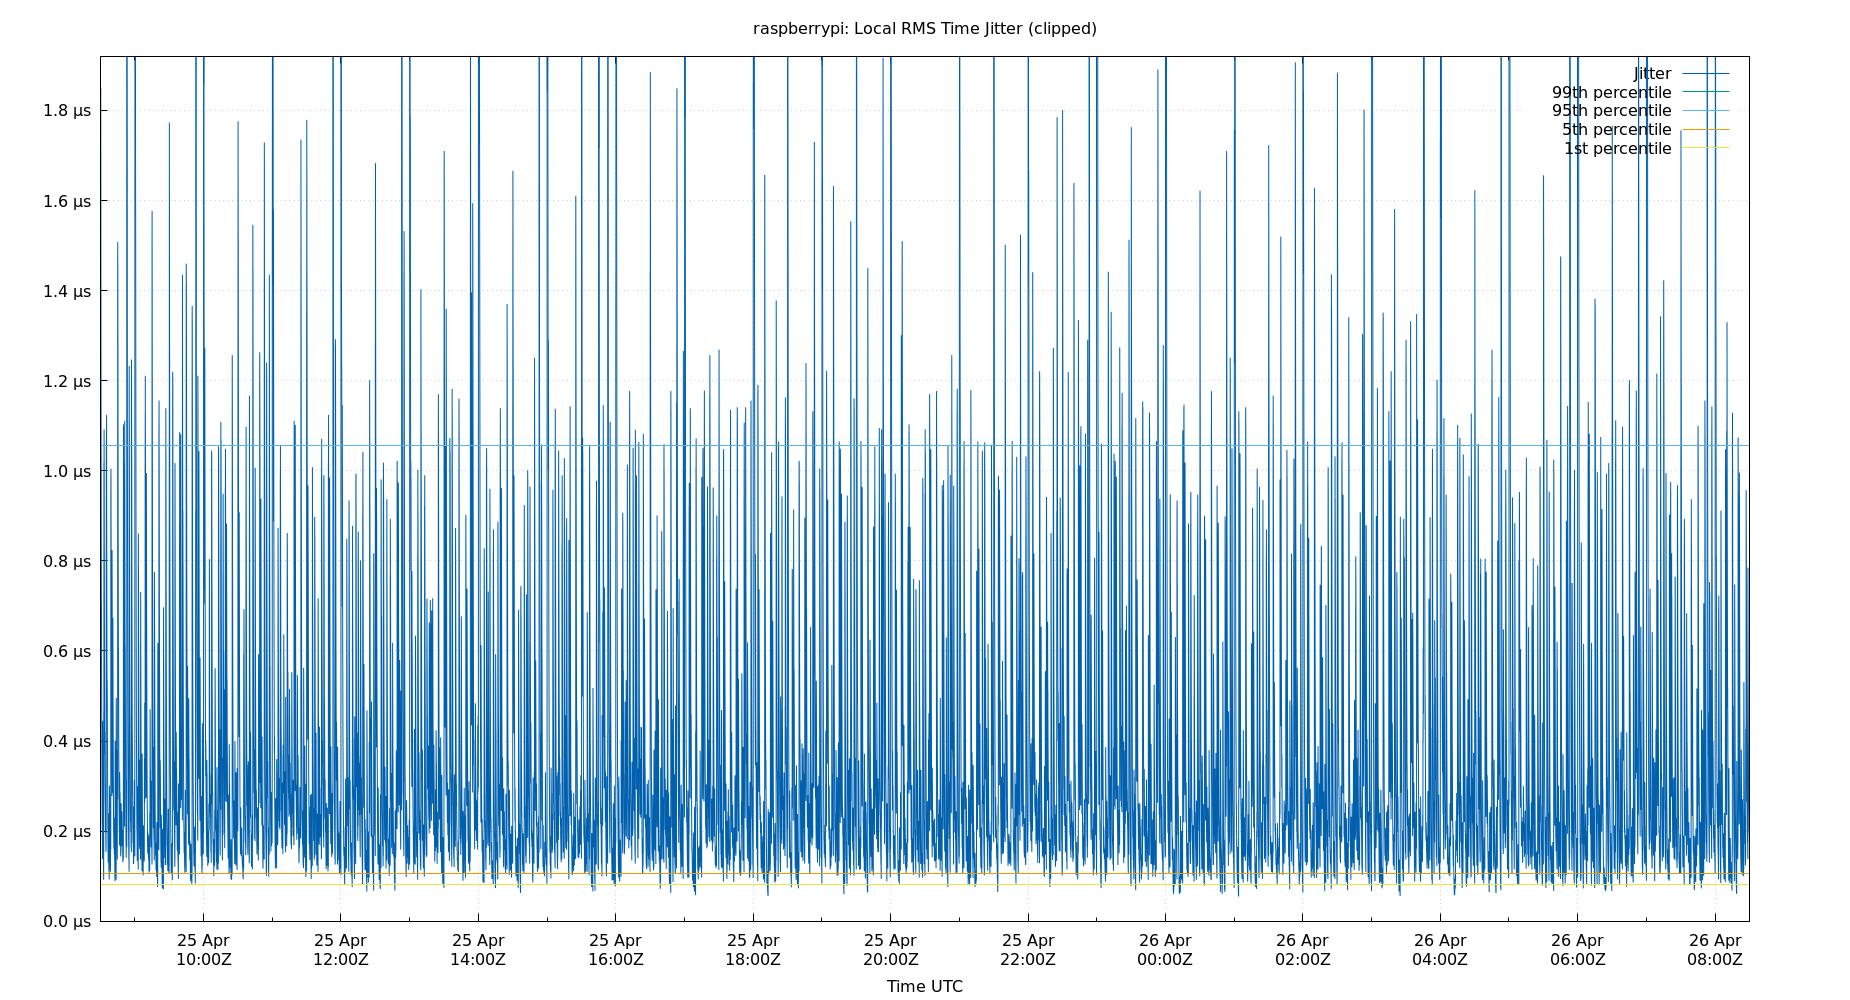 raspberrypi: Local RMS Time Jitter (clipped)
Jitter
99th percentile
95th percentile
5th percentile
1st percentile
1.8 µs
1.6 µs
1.4 µs
1.2 µs
1.0 µs
0.8 µs
0.6 µs
0.4 µs
0.2 µs
0.0 µs
25 Apr 25 Apr 25 Apr 25 Apr 25 Apr 25 Apr 25 Apr 26 Apr 26 Apr 26 Apr 26 Apr 26 Apr
10:00Z 12:00Z 14:00Z 16:00Z 18:00Z 20:00Z 22:00Z 00:00Z 02:00Z 04:00Z 06:00Z 08:00Z
Time UTC